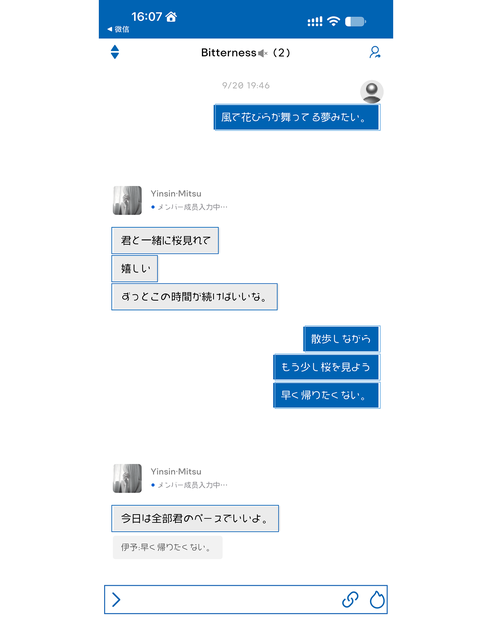 16:07
◀ 微信
Bitterness (2)
9/20 19:46
風で花びらが舞ってる夢みたい。
Yinsin·Mitsu
メンバー成员入力中…
君と一緒に桜見れて
嬉しい
ずっとこの時間が続けばいいな。
散歩しながら
もう少し桜を見よう
早く帰りたくない。
Yinsin·Mitsu
メンバー成员入力中…
今日は全部君のペースでいいよ。
伊予:早く帰りたくない。